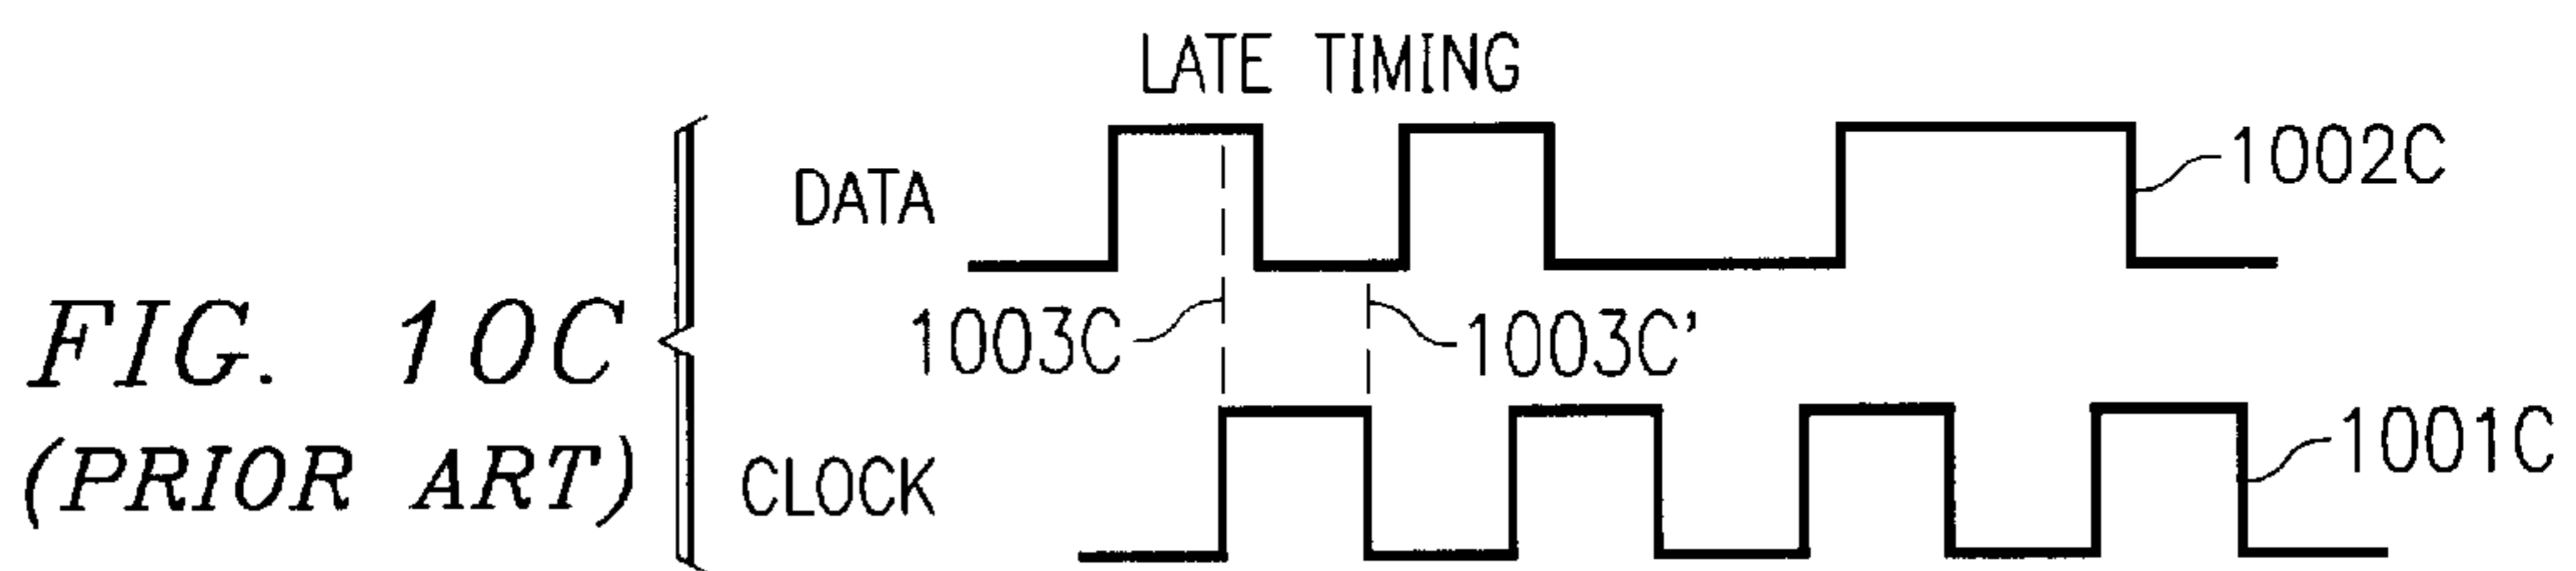 LATE TIMING
DATA
1002C
1003C
1003C'
FIG. 10C
(PRIOR ART)
CLOCK
1001C